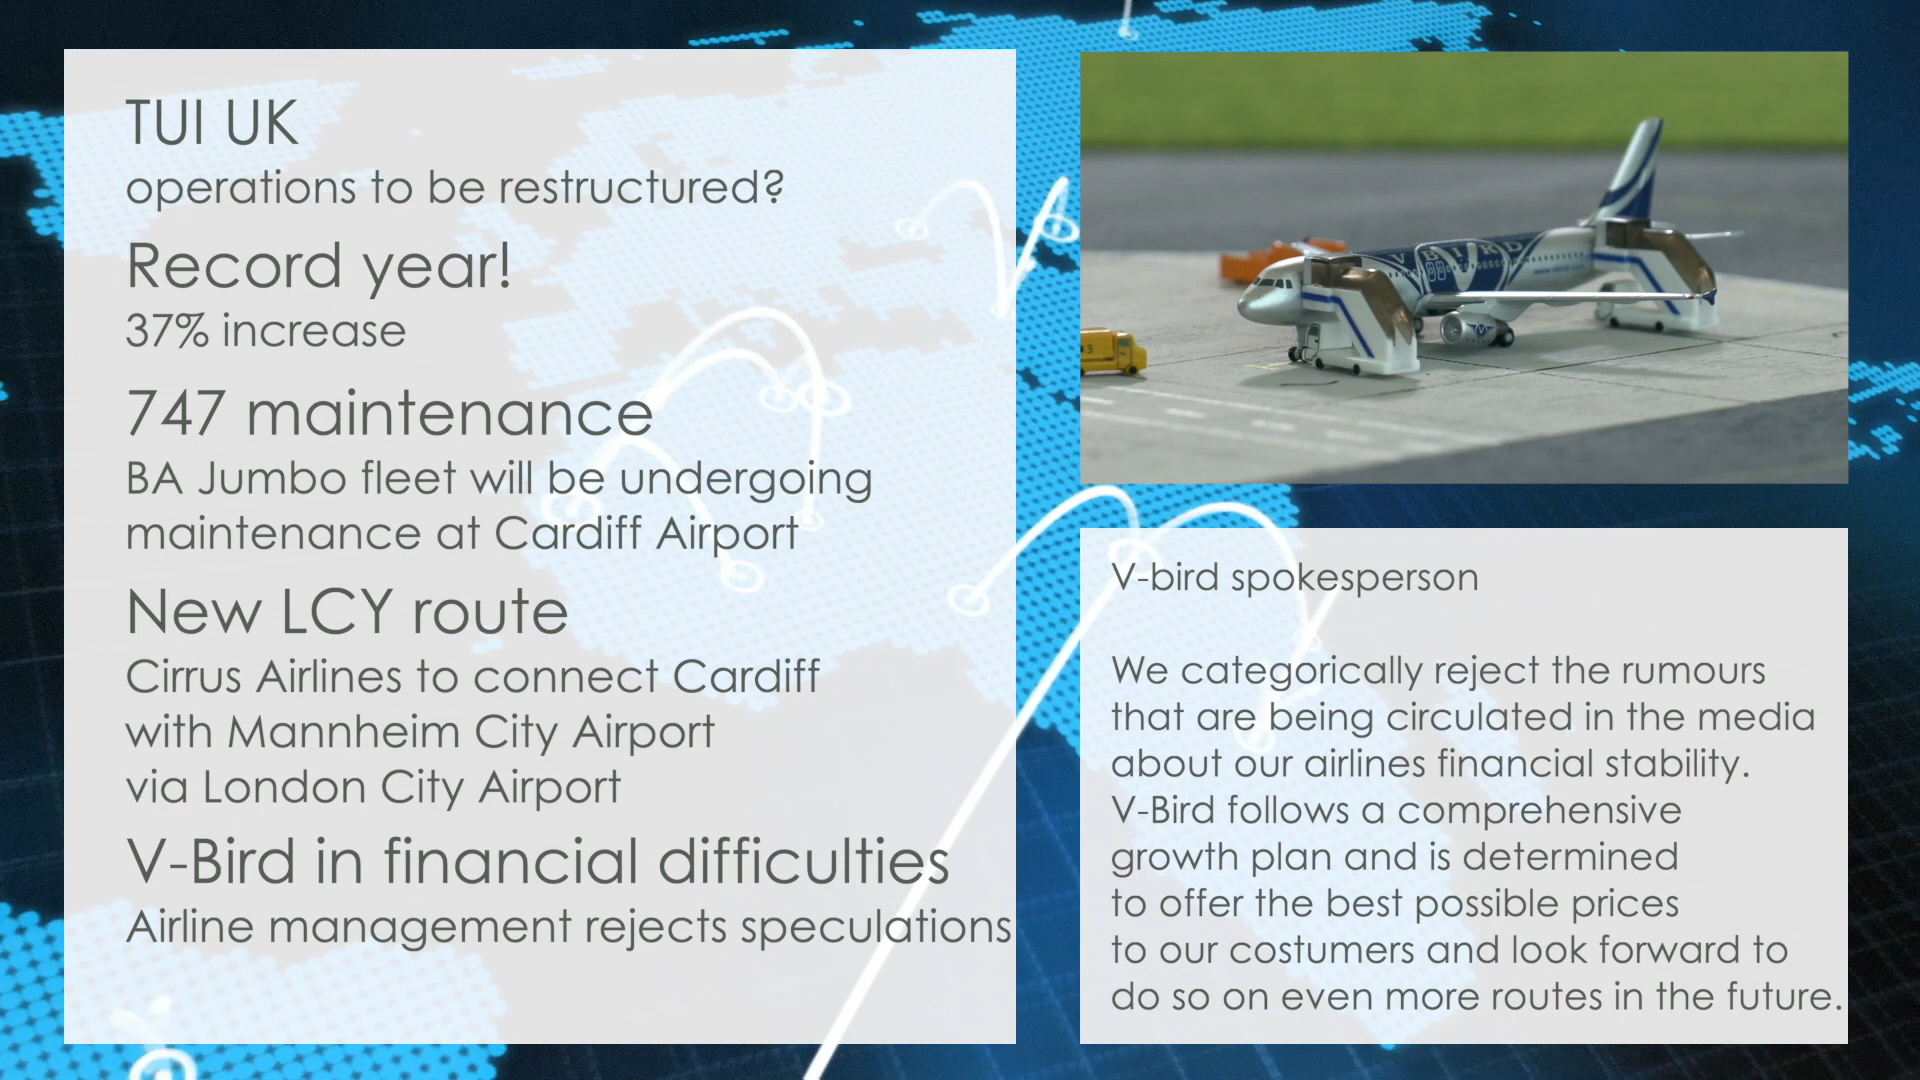 TUI UK
operations to be restructured?
Record year!
37% increase
747 maintenance
BA Jumbo fleet will be undergoing
maintenance at Cardiff Airport
New LCY route
Cirrus Airlines to connect Cardiff
with Mannheim City Airport
via London City Airport
V-Bird in financial difficulties
Airline management rejects speculations
V BIRD
V-bird spokesperson
We categorically reject the rumours
that are being circulated in the media
about our airlines financial stability.
V-Bird follows a comprehensive
growth plan and is determined
to offer the best possible prices
to our costumers and look forward to
do so on even more routes in the future.